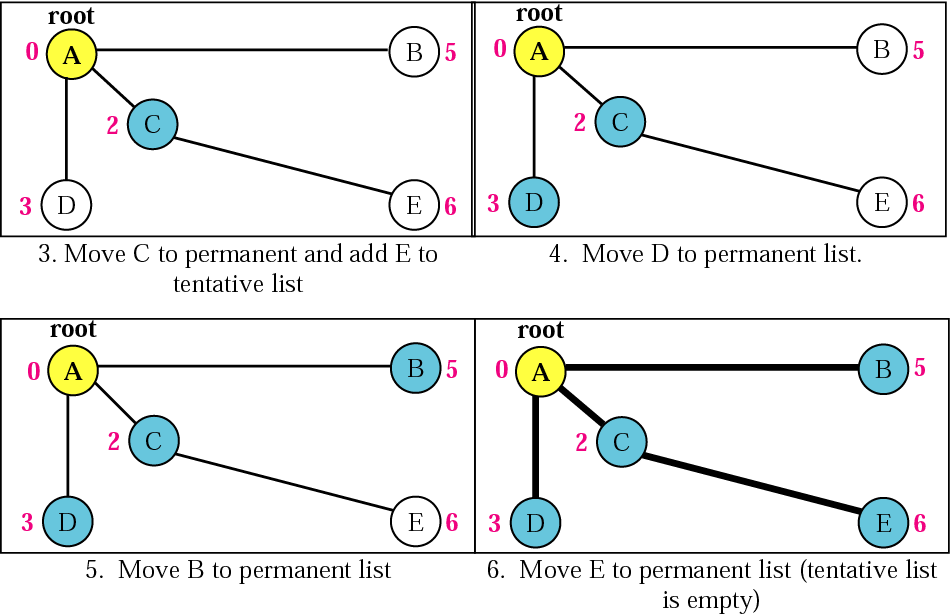 root
0 A B 5
2 C
3 D E 6
3. Move C to permanent and add E to
tentative list
root
0 A B 5
2 C
3 D E 6
4. Move D to permanent list.
root
0 A B 5
2 C
3 D E 6
5. Move B to permanent list
root
0 A B 5
2 C
3 D E 6
6. Move E to permanent list (tentative list
is empty)